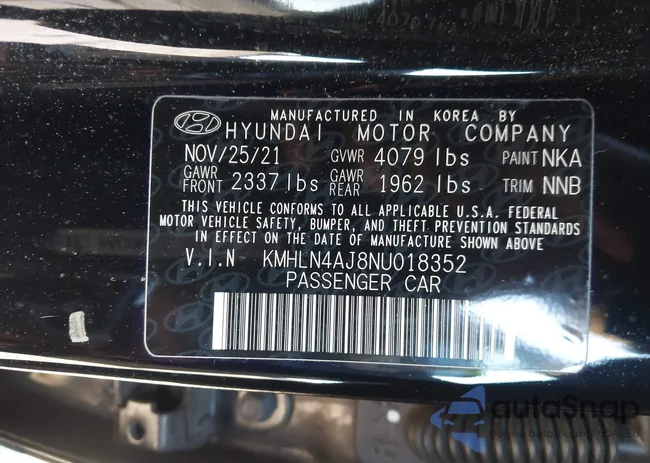 MANUFACTURED IN KOREA BY
HYUNDAI MOTOR COMPANY
NOV/25/21 GVWR 4079 lbs PAINT NKA
GAWR FRONT 2337 lbs GAWR REAR 1962 lbs TRIM NNB
THIS VEHICLE CONFORMS TO ALL APPLICABLE U.S.A. FEDERAL
MOTOR VEHICLE SAFETY, BUMPER, AND THEFT PREVENTION STANDARDS
IN EFFECT ON THE DATE OF MANUFACTURE SHOWN ABOVE
V.I.N KMHLN4AJ8NU018352
PASSENGER CAR
autoSnap